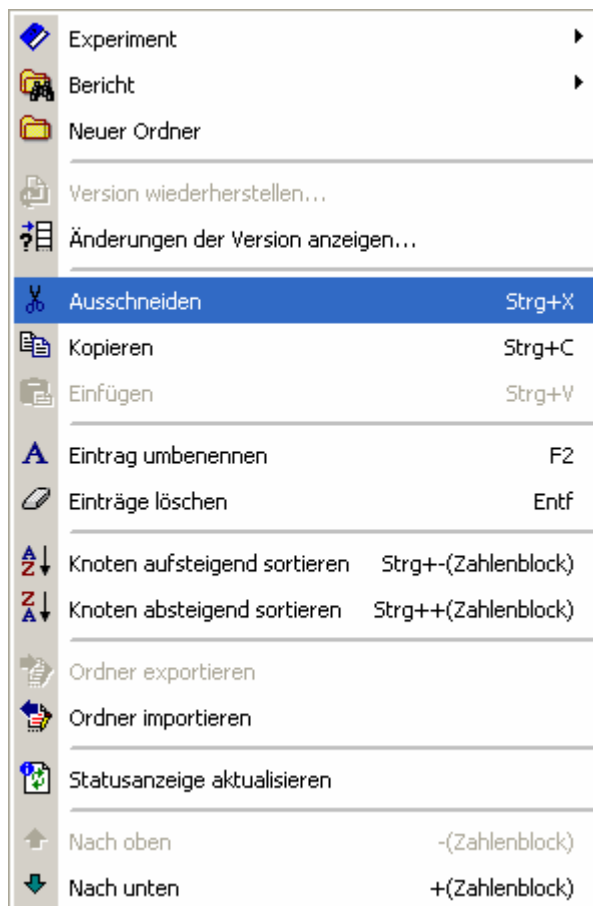 Experiment
Bericht
Neuer Ordner
Version wiederherstellen...
Änderungen der Version anzeigen...
Ausschneiden Strg+X
Kopieren Strg+C
Einfügen Strg+V
Eintrag umbenennen F2
Einträge löschen Entf
Knoten aufsteigend sortieren Strg+-(Zahlenblock)
Knoten absteigend sortieren Strg++(Zahlenblock)
Ordner exportieren
Ordner importieren
Statusanzeige aktualisieren
Nach oben -(Zahlenblock)
Nach unten +(Zahlenblock)